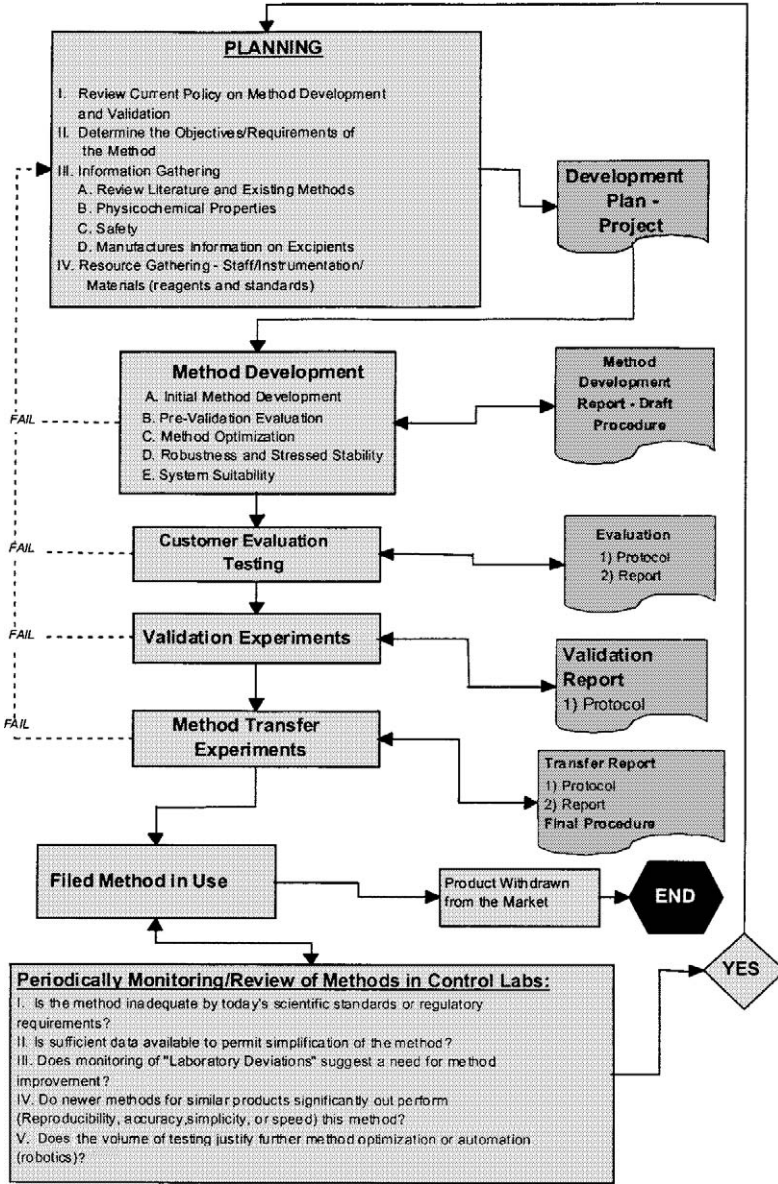 PLANNING
I. Review Current Policy on Method Development
and Validation
II. Determine the Objectives/Requirements of
the Method
III. Information Gathering
A. Review Literature and Existing Methods
B. Physicochemical Properties
C. Safety
D. Manufactures Information on Excipients
IV. Resource Gathering - Staff/Instrumentation/
Materials (reagents and standards)
Development
Plan -
Project
Method Development
A. Initial Method Development
B. Pre-Validation Evaluation
C. Method Optimization
D. Robustness and Stressed Stability
E. System Suitability
Method
Development
Report - Draft
Procedure
FAIL
Customer Evaluation
Testing
Evaluation
1) Protocol
2) Report
FAIL
Validation Experiments
Validation
Report
1) Protocol
FAIL
Method Transfer
Experiments
Transfer Report
1) Protocol
2) Report
Final Procedure
FAIL
Filed Method in Use
Product Withdrawn
from the Market
END
YES
Periodically Monitoring/Review of Methods in Control Labs:
I. Is the method inadequate by today's scientific standards or regulatory
requirements?
II. Is sufficient data available to permit simplification of the method?
III. Does monitoring of "Laboratory Deviations" suggest a need for method
improvement?
IV. Do newer methods for similar products significantly out perform
(Reproducibility, accuracy,simplicity, or speed) this method?
V. Does the volume of testing justify further method optimization or automation
(robotics)?